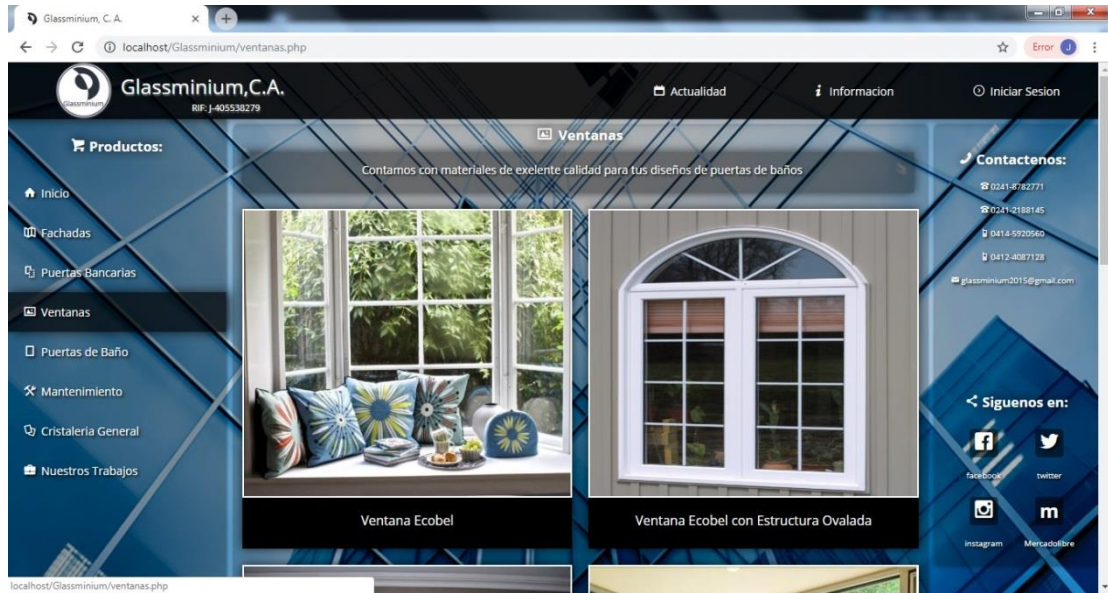 Glassminium, C. A.
localhost/Glassminium/ventanas.php
Error J
Glassminium
Glassminium,C.A.
RIF: J-405538279
Actualidad
Informacion
Iniciar Sesion
Productos:
Inicio
Fachadas
Puertas Bancarias
Ventanas
Puertas de Baño
Mantenimiento
Cristaleria General
Nuestros Trabajos
Ventanas
Contamos con materiales de exelente calidad para tus diseños de puertas de baños
Ventana Ecobel
Ventana Ecobel con Estructura Ovalada
Contactenos:
0241-8782771
0241-2188145
0414-5920560
0412-4087128
glassminium2015@gmail.com
Siguenos en:
facebook
twitter
instagram
Mercadolibre
localhost/Glassminium/ventanas.php